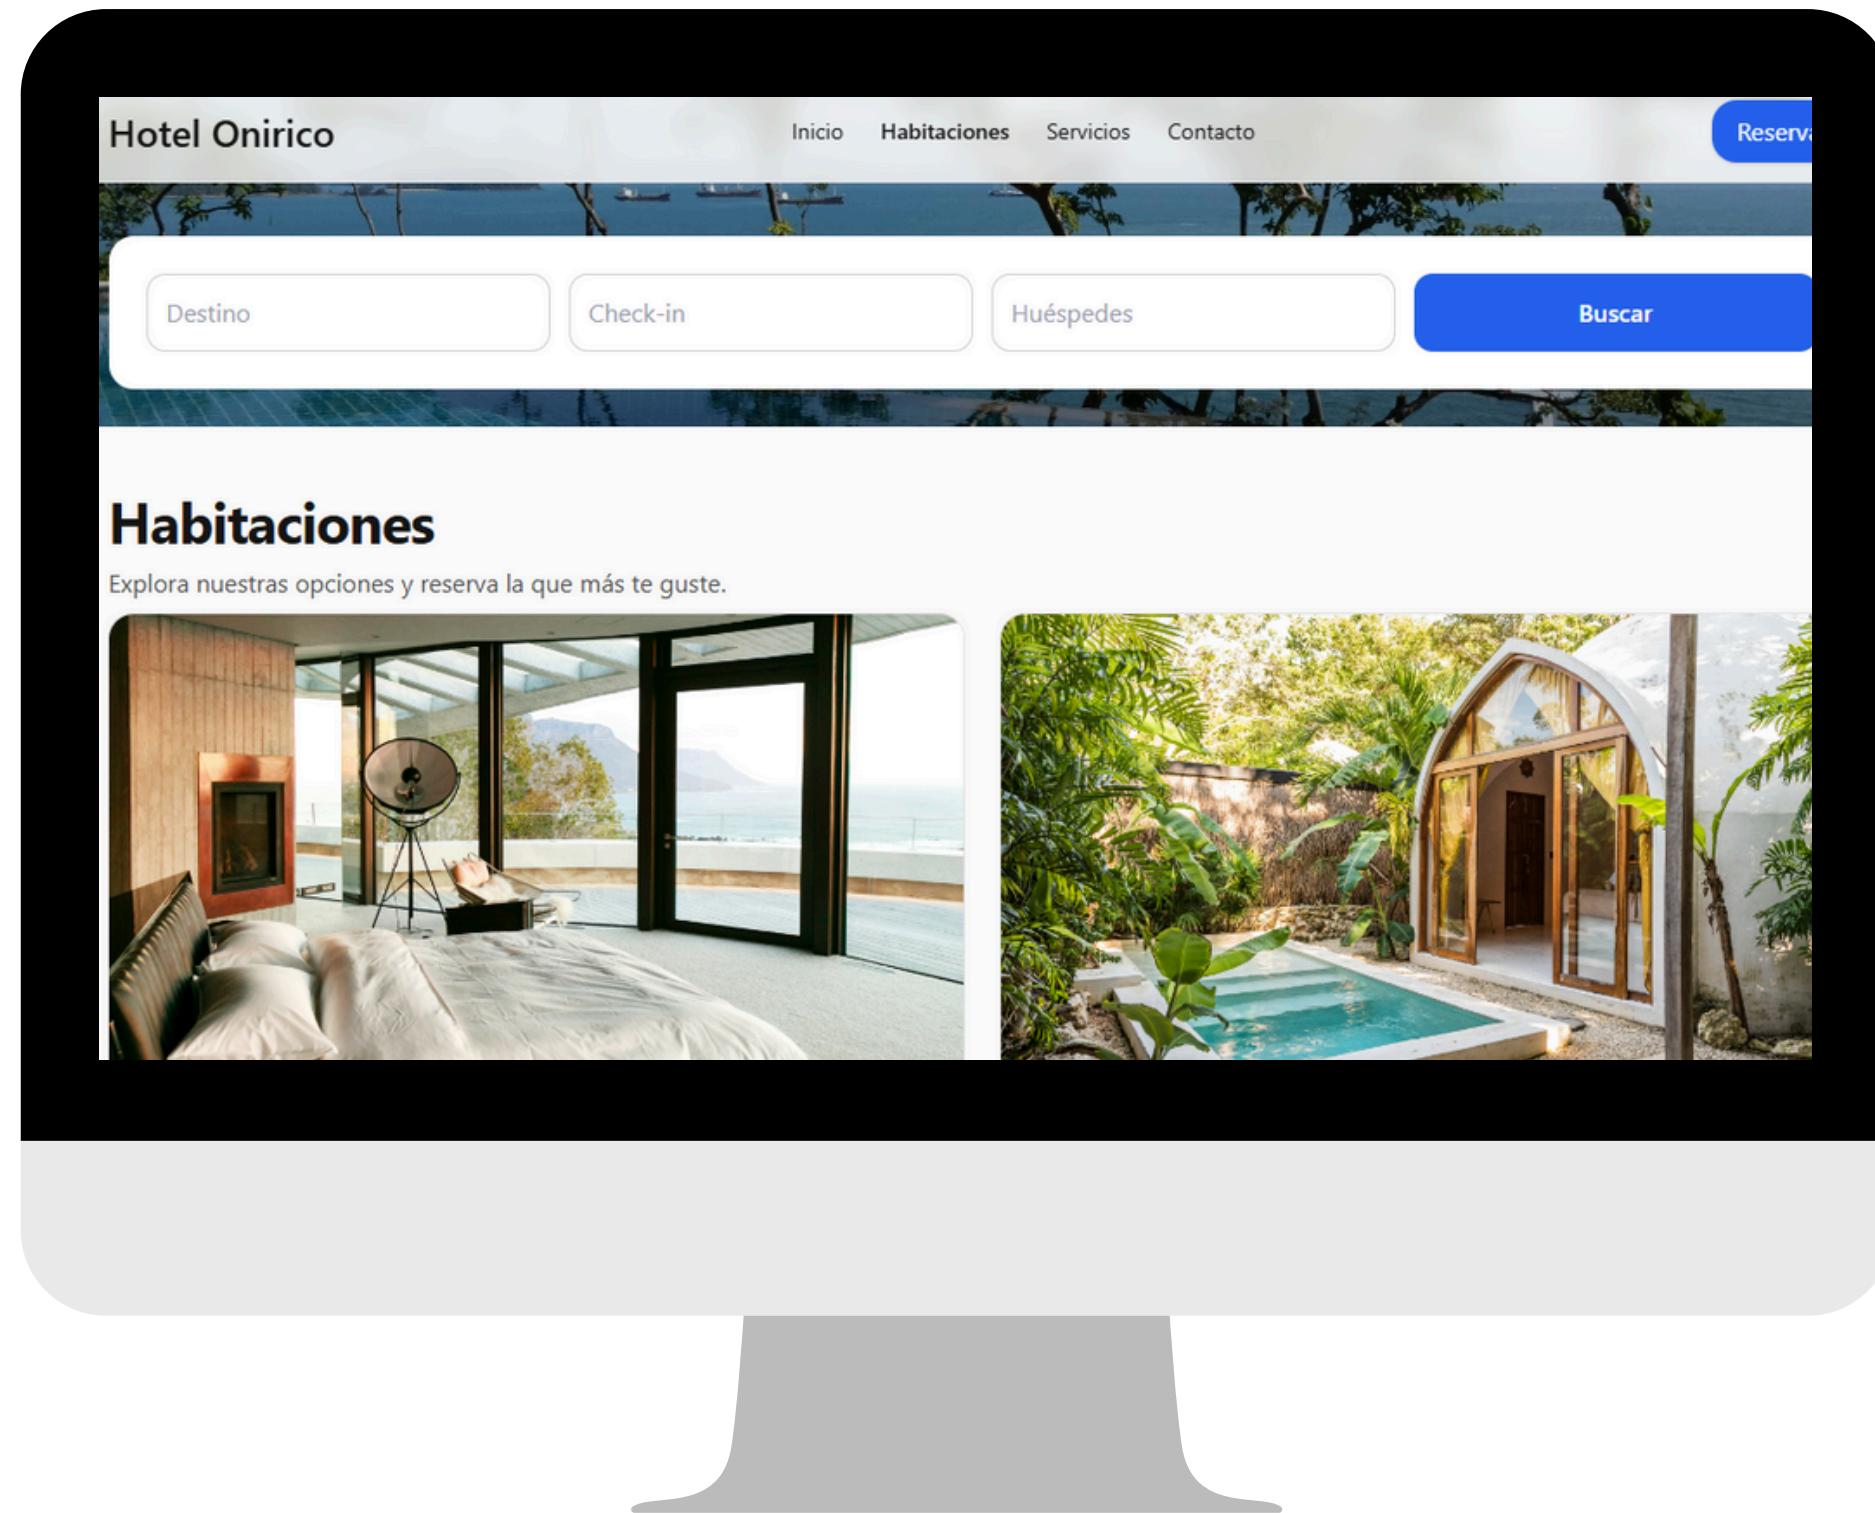 Hotel Onirico
Inicio Habitaciones Servicios Contacto
Destino Check-in Huéspedes Buscar
Habitaciones
Explora nuestras opciones y reserva la que más te guste.